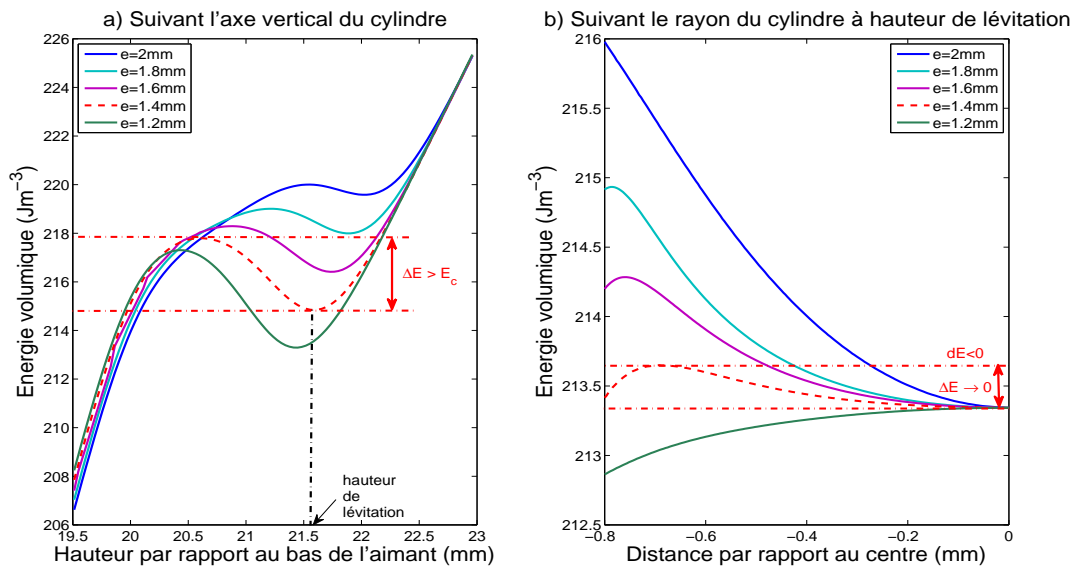 a) Suivant l'axe vertical du cylindre
226
224
222
220
218
216
214
212
210
208
206
Energie volumique (Jm−3)
e=2mm
e=1.8mm
e=1.6mm
e=1.4mm
e=1.2mm
ΔE > Ec
hauteur
de
lévitation
19.5 20 20.5 21 21.5 22 22.5 23
Hauteur par rapport au bas de l'aimant (mm)
b) Suivant le rayon du cylindre à hauteur de lévitation
216
215.5
215
214.5
214
213.5
213
212.5
Energie volumique (Jm−3)
e=2mm
e=1.8mm
e=1.6mm
e=1.4mm
e=1.2mm
dE<0
ΔE → 0
−0.8 −0.6 −0.4 −0.2 0
Distance par rapport au centre (mm)